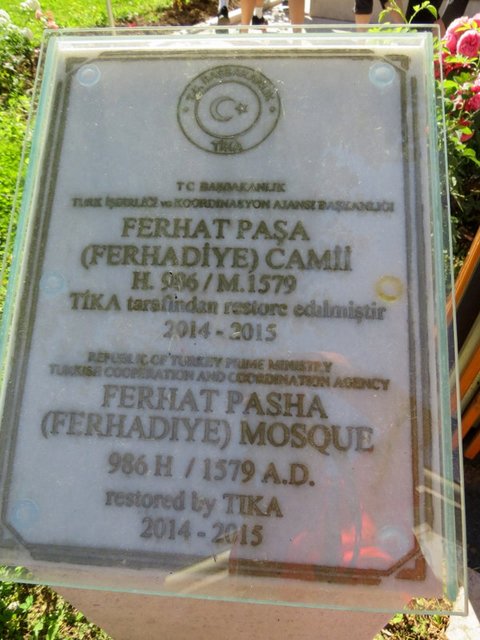 T.C. BAŞBAKANLIK
TİKA
T.C. BAŞBAKANLIK
TÜRK İŞBİRLİĞİ ve KOORDİNASYON AJANSI BAŞKANLIĞI
FERHAT PAŞA
(FERHADİYE) CAMİİ
H. 986 / M.1579
TİKA tarafından restore edilmiştir
2014 - 2015
REPUBLIC OF TURKEY PRIME MINISTRY
TURKISH COOPERATION AND COORDINATION AGENCY
FERHAT PASHA
(FERHADIYE) MOSQUE
986 H / 1579 A.D.
restored by TIKA
2014 - 2015